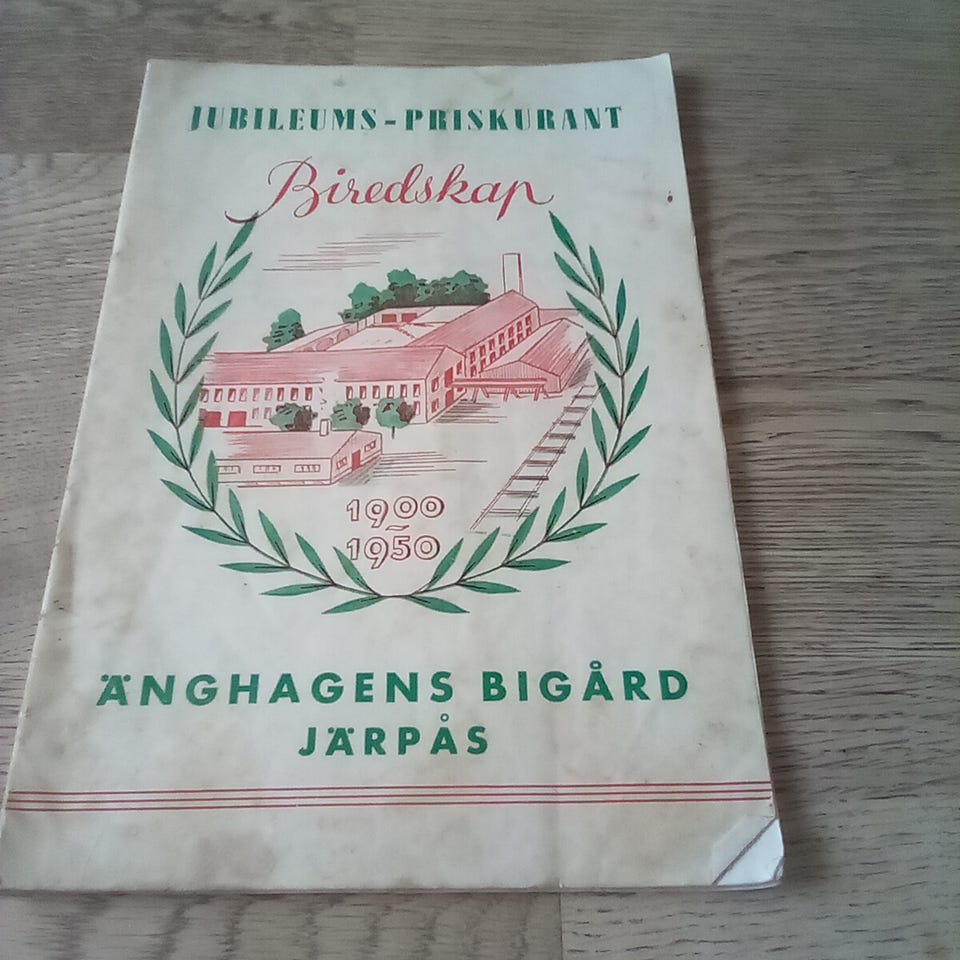 JUBILEUMS-PRISKURANT
Biredskap
1900
~
1950
ÄNGHAGENS BIGÅRD
JÄRPÅS